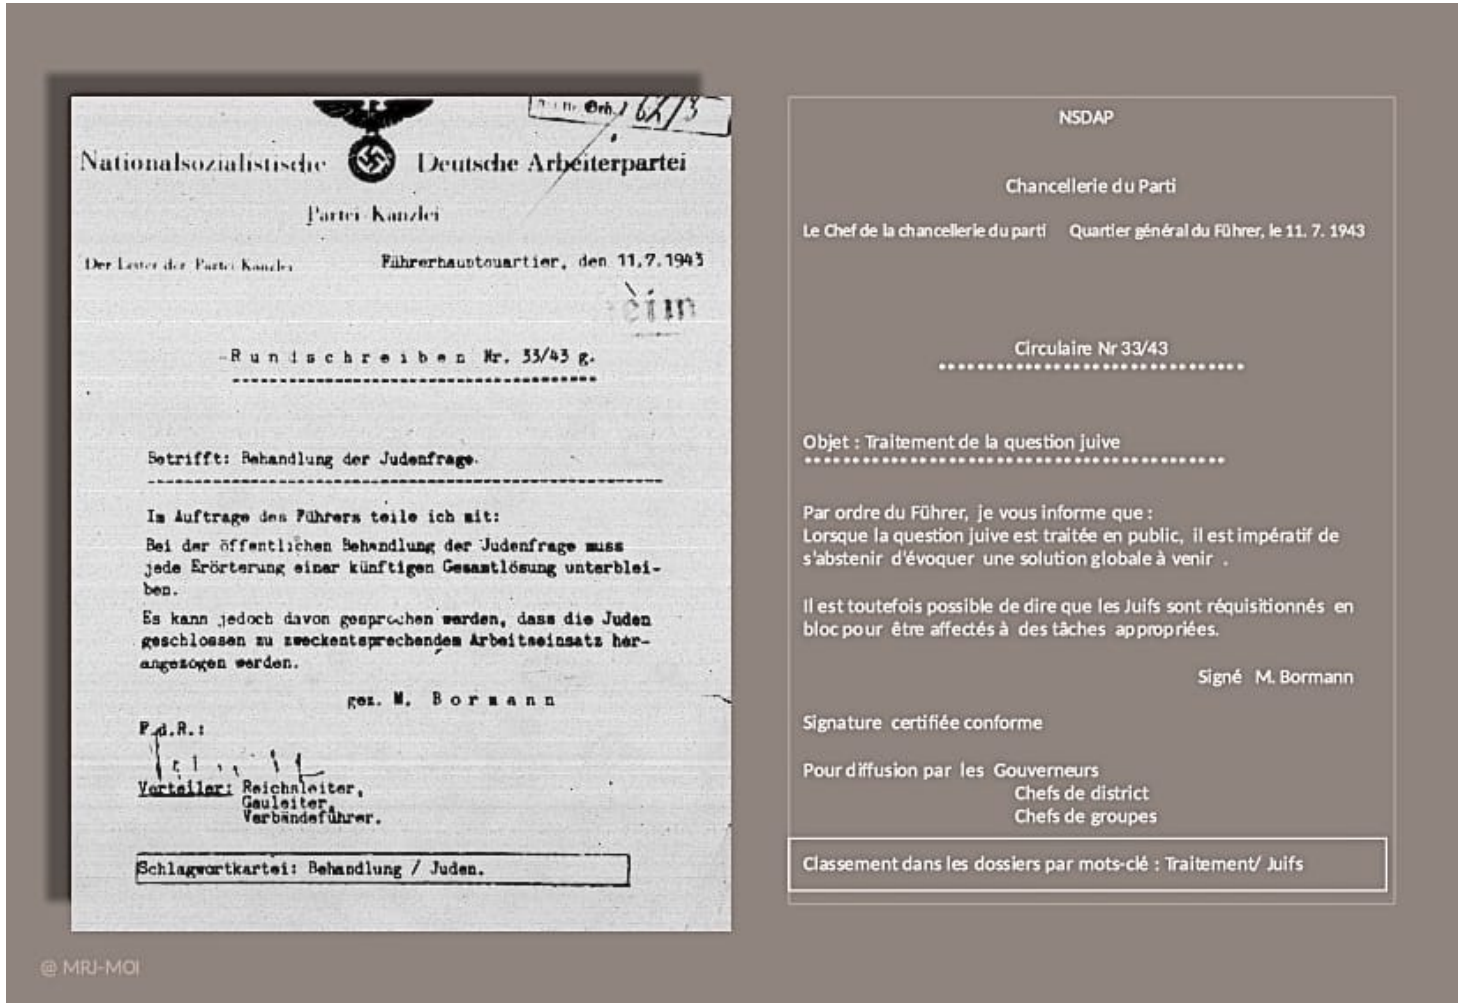 Orh. 62/3
Nationalsozialistische Deutsche Arbeiterpartei
Partei-Kanzlei
Der Leiter der Partei-Kanzlei Führerhauptquartier, den 11.7.1943
eim
Rundschreiben Nr. 33/43 g.
Betrifft: Behandlung der Judenfrage.
Im Auftrage des Führers teile ich mit:
Bei der öffentlichen Behandlung der Judenfrage muss
jede Erörterung einer künftigen Gesamtlösung unterblei-
ben.
Es kann jedoch davon gesprochen werden, dass die Juden
geschlossen zu zweckentsprechendem Arbeitseinsatz her-
angezogen werden.
gez. M. Bormann
F.d.R.:
Verteiler: Reichsleiter,
Gauleiter,
Verbändeführer.
Schlagwortkartei: Behandlung / Juden.
NSDAP
Chancellerie du Parti
Le Chef de la chancellerie du parti Quartier général du Führer, le 11. 7. 1943
Circulaire Nr 33/43
Objet : Traitement de la question juive
Par ordre du Führer, je vous informe que :
Lorsque la question juive est traitée en public, il est impératif de
s'abstenir d'évoquer une solution globale à venir .
Il est toutefois possible de dire que les Juifs sont réquisitionnés en
bloc pour être affectés à des tâches appropriées.
Signé M. Bormann
Signature certifiée conforme
Pour diffusion par les Gouverneurs
Chefs de district
Chefs de groupes
Classement dans les dossiers par mots-clé : Traitement/ Juifs
@ MRJ-MOI